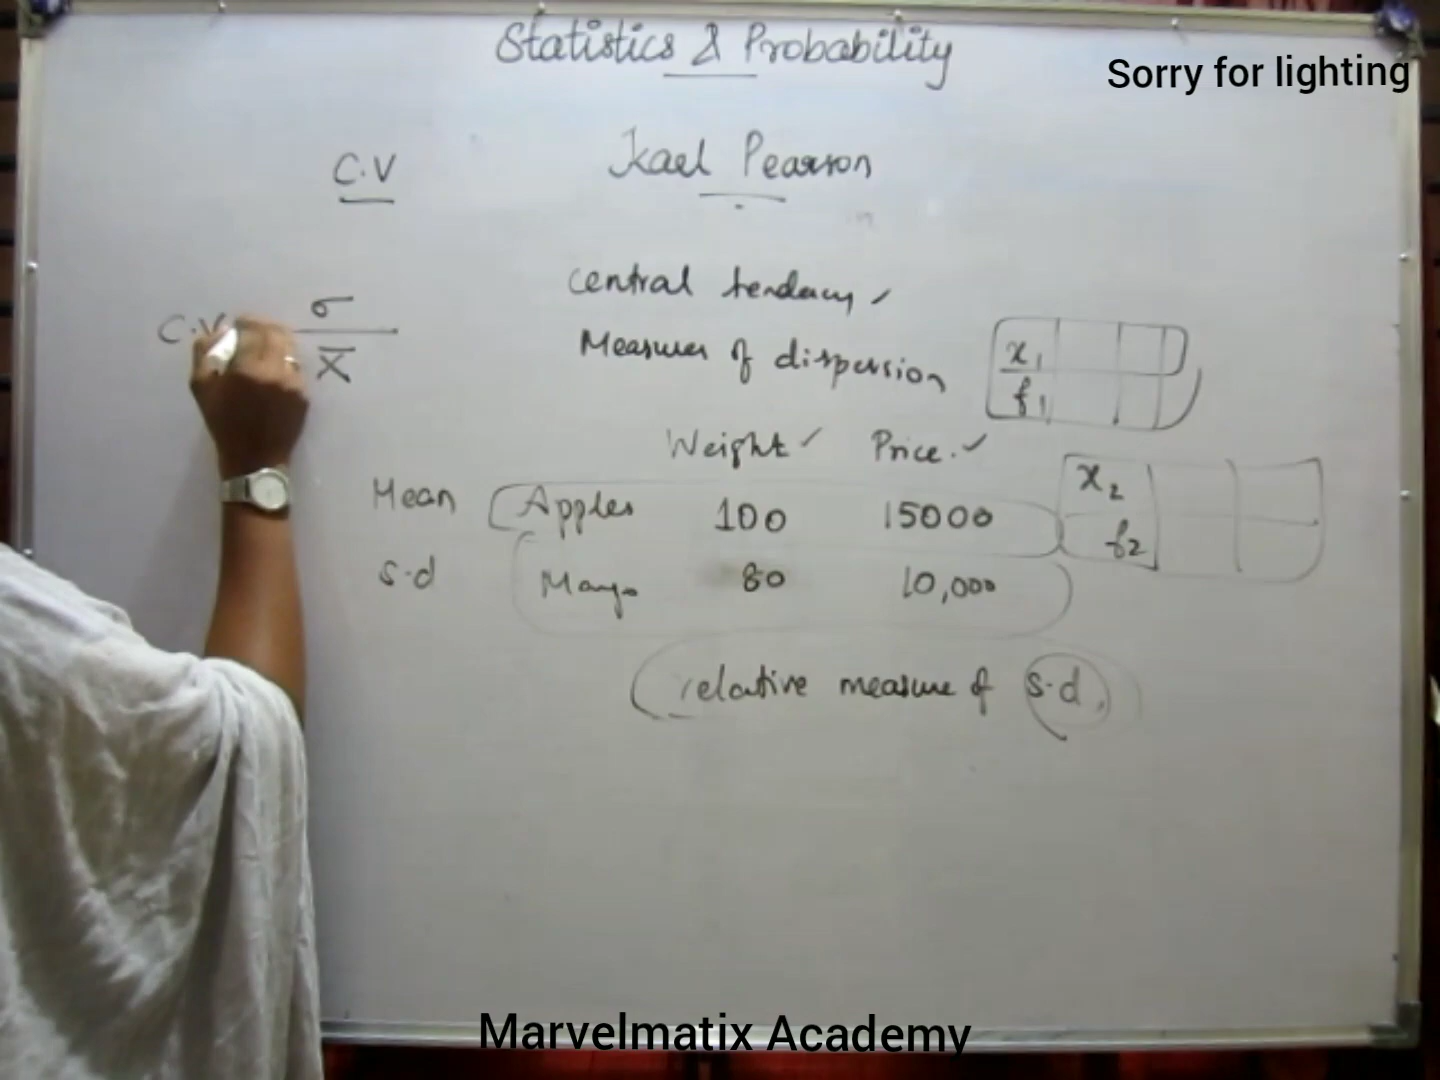 Statistics & Probability
Sorry for lighting
C.V
Karl Pearson
Central tendency
C.V
σ
X̅
Measures of dispersion
x₁
f₁
Weight ✓ Price. ✓
Mean Apples 100 15000
x₂
f₂
s.d Mango 80 10,000
relative measure of s.d.
Marvelmatix Academy